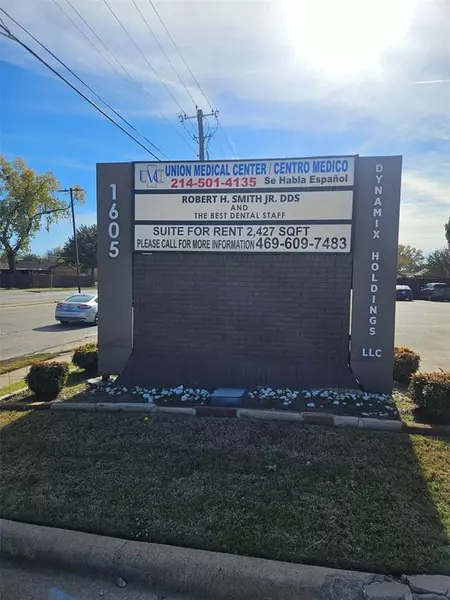 1605
UMC UNION MEDICAL CENTER / CENTRO MEDICO
214-501-4135 Se Habla Español
ROBERT H. SMITH JR. DDS
AND
THE BEST DENTAL STAFF
SUITE FOR RENT 2,427 SQFT
PLEASE CALL FOR MORE INFORMATION 469-609-7483
DYNAMIX HOLDINGS
LLC